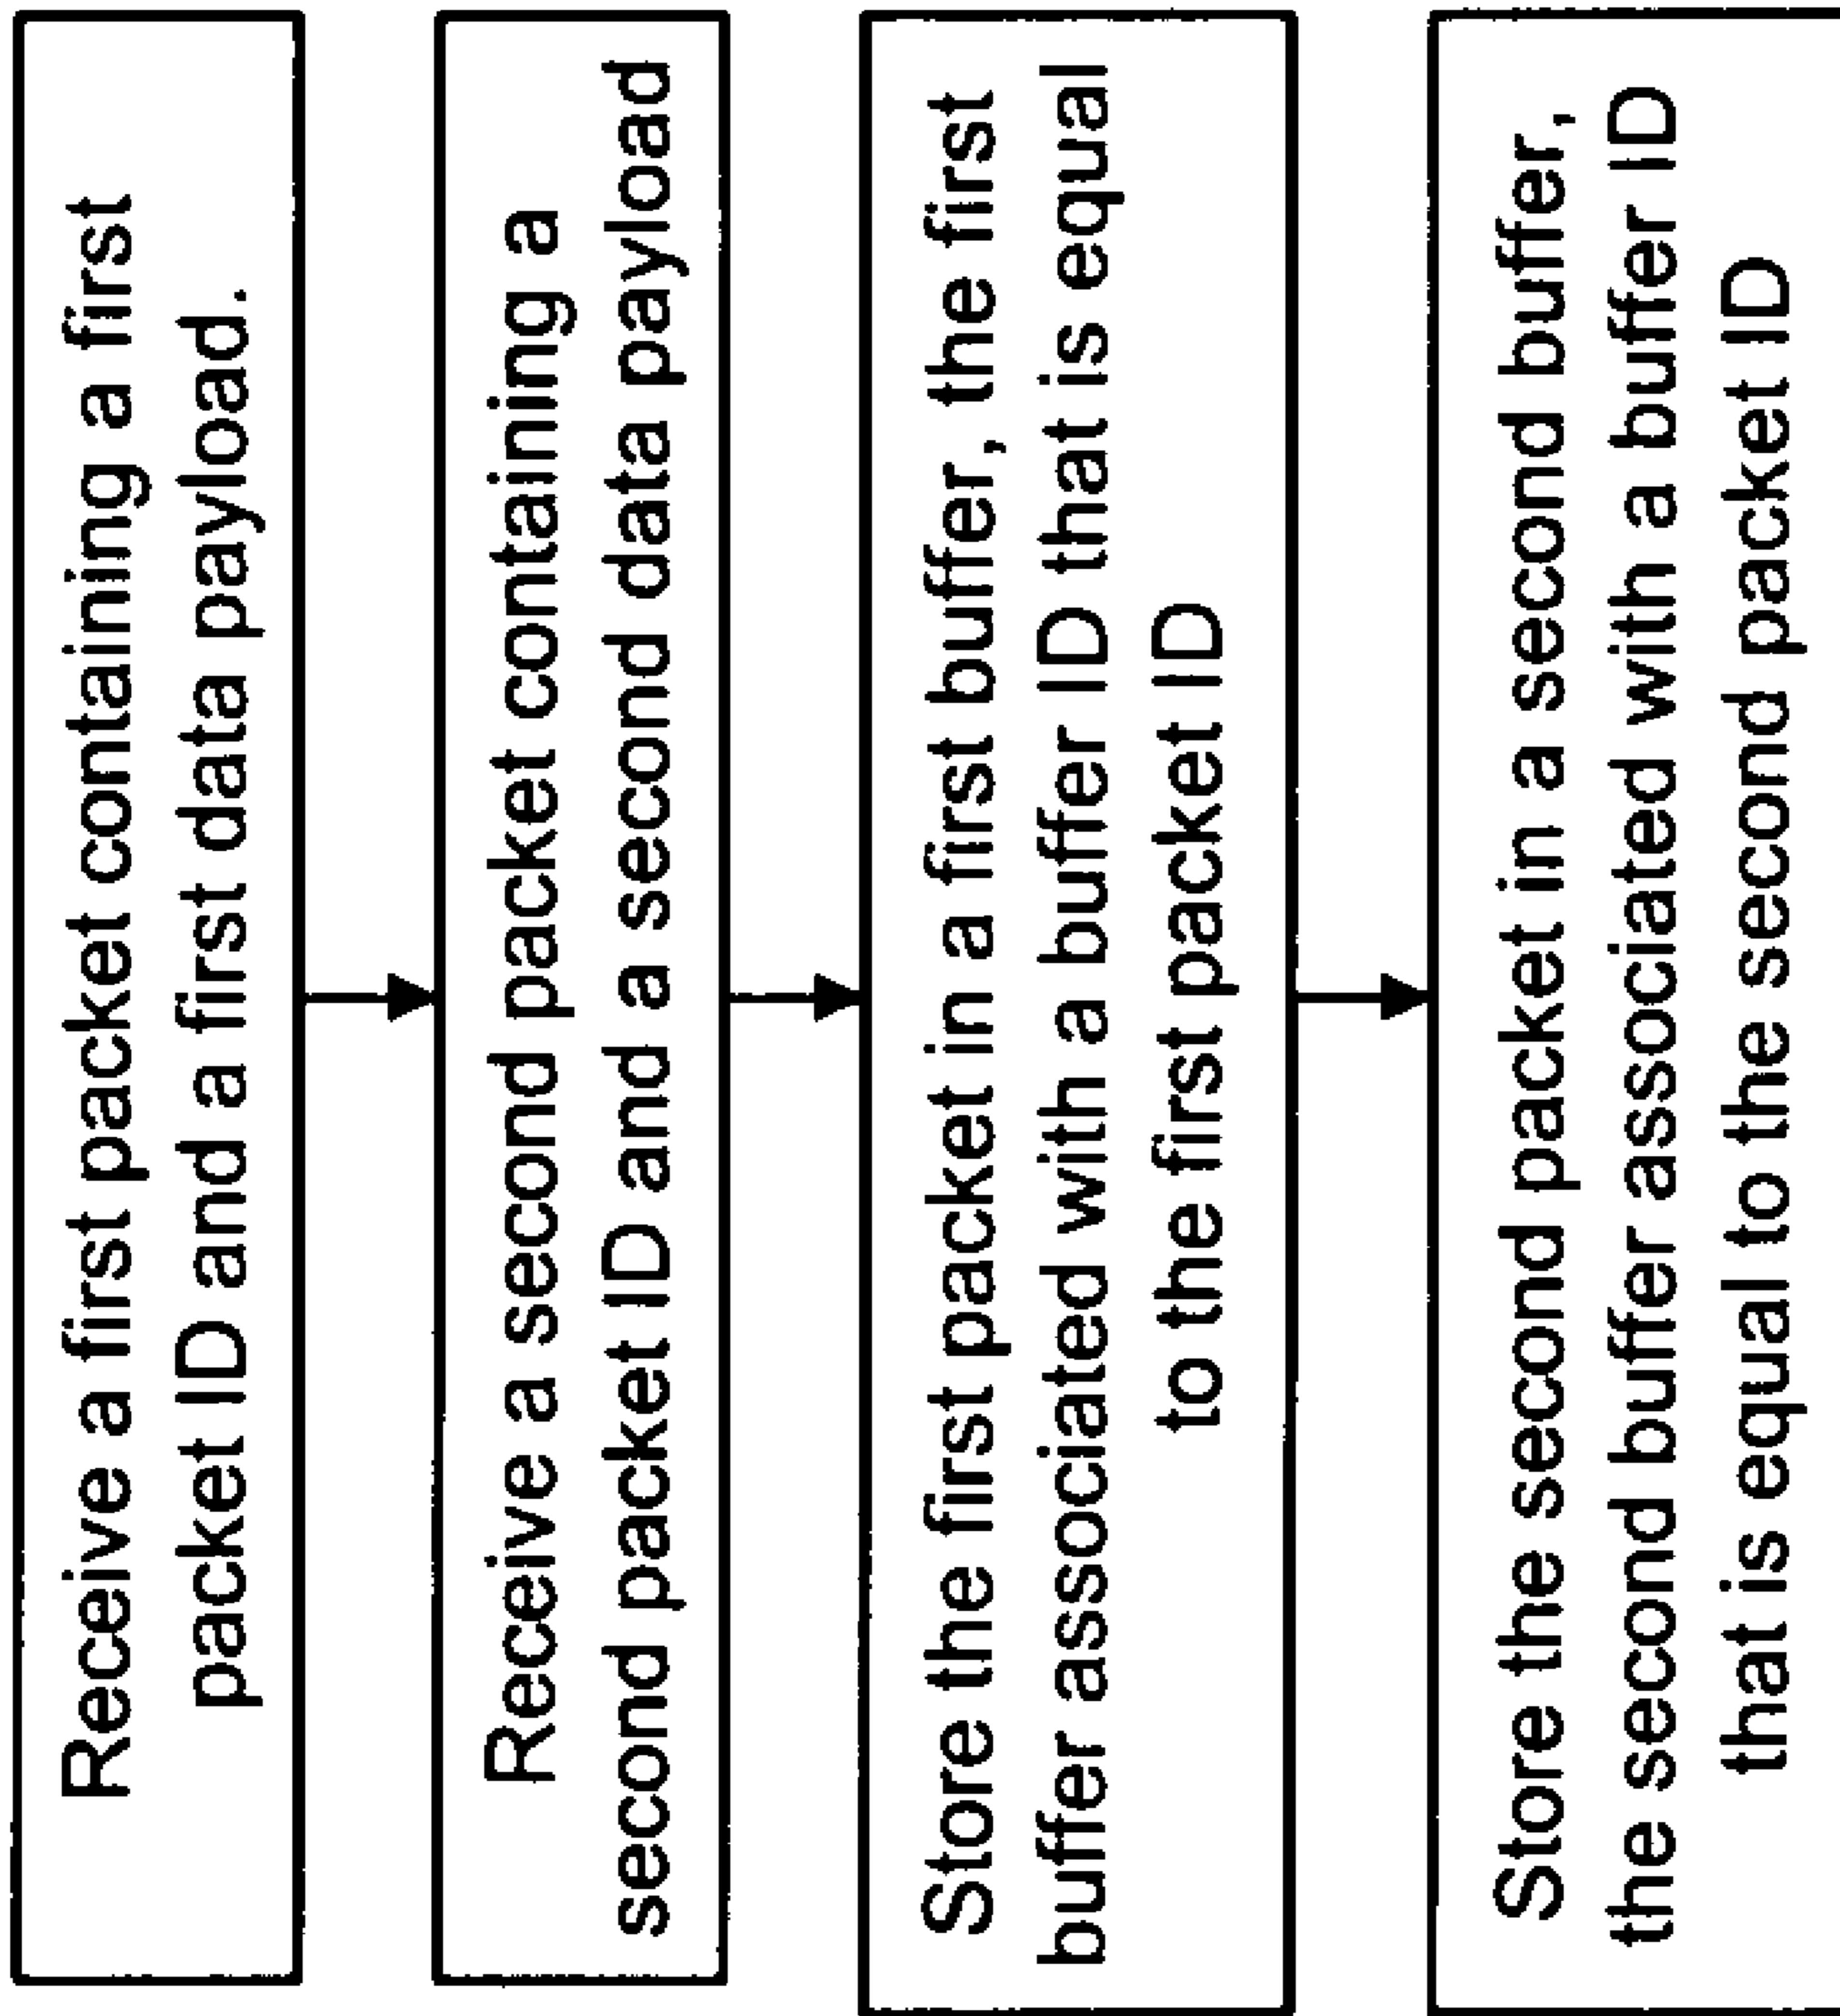 Receive a first packet containing a first
packet ID and a first data payload.
Receive a second packet containing a
second packet ID and a second data payload
Store the first packet in a first buffer, the first
buffer associated with a buffer ID that is equal
to the first packet ID
Store the second packet in a second buffer,
the second buffer associated with a buffer ID
that is equal to the second packet ID